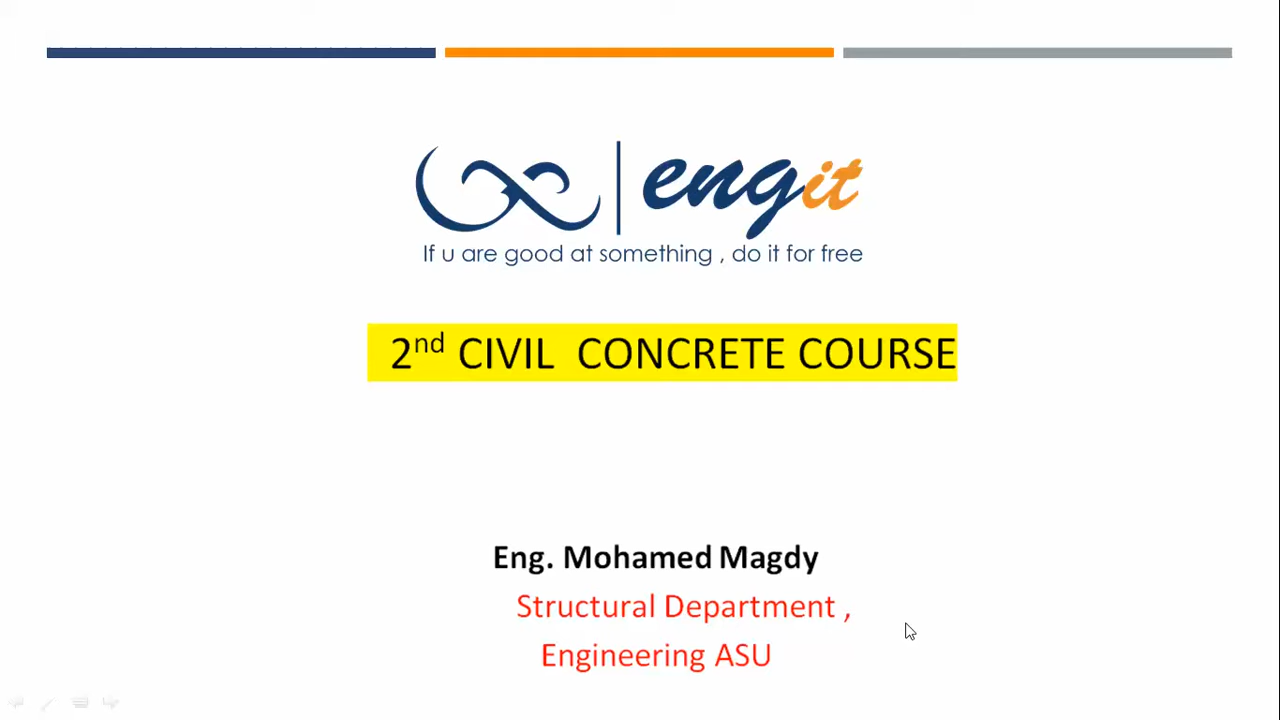 engit
If u are good at something , do it for free
2nd CIVIL CONCRETE COURSE
Eng. Mohamed Magdy
Structural Department ,
Engineering ASU